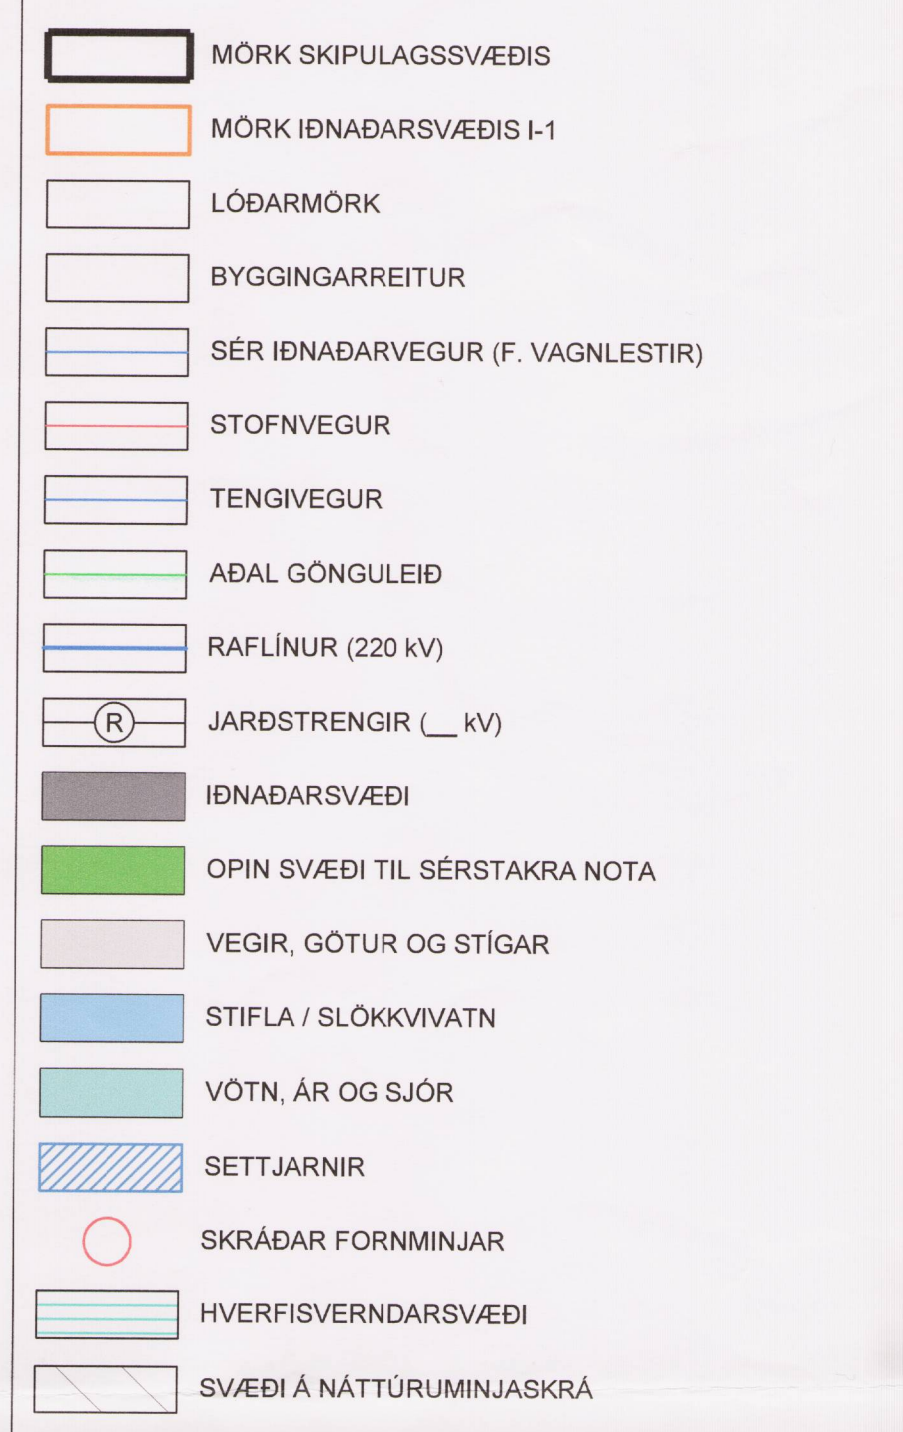 MÖRK SKIPULAGSSVÆÐIS
MÖRK IÐNAÐARSVÆÐIS I-1
LÓÐARMÖRK
BYGGINGARREITUR
SÉR IÐNAÐARVEGUR (F. VAGNLESTIR)
STOFNVEGUR
TENGIVEGUR
AÐAL GÖNGULEIÐ
RAFLÍNUR (220 kV)
R JARÐSTRENGIR (__ kV)
IÐNAÐARSVÆÐI
OPIN SVÆÐI TIL SÉRSTAKRA NOTA
VEGIR, GÖTUR OG STÍGAR
STIFLA / SLÖKKVIVATN
VÖTN, ÁR OG SJÓR
SETTJARNIR
SKRÁÐAR FORNMINJAR
HVERFISVERNDARSVÆÐI
SVÆÐI Á NÁTTÚRUMINJASKRÁ